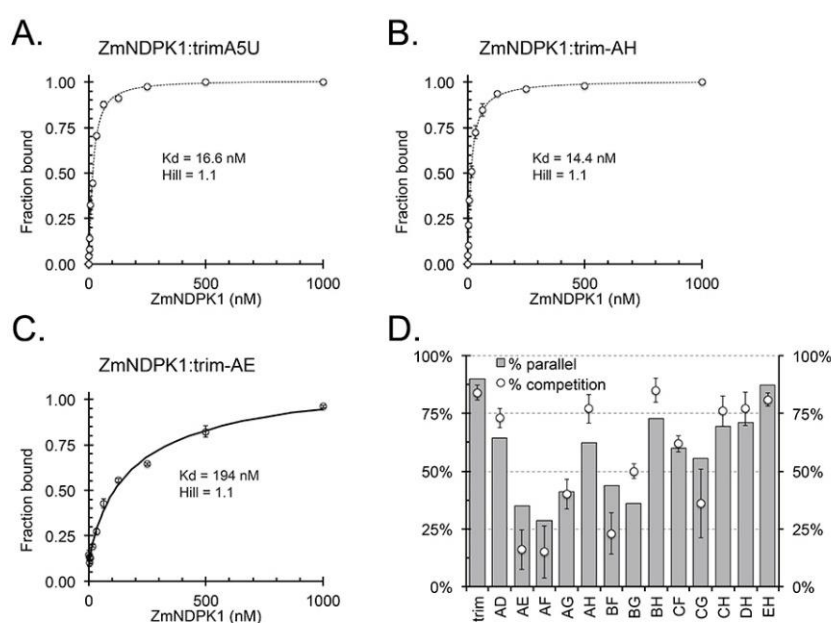 A.
ZmNDPK1:trimA5U
1.00
0.75
0.50
0.25
0.00
Fraction bound
Kd = 16.6 nM
Hill = 1.1
0
500
1000
ZmNDPK1 (nM)
B.
ZmNDPK1:trim-AH
1.00
0.75
0.50
0.25
0.00
Fraction bound
Kd = 14.4 nM
Hill = 1.1
0
500
1000
ZmNDPK1 (nM)
C.
ZmNDPK1:trim-AE
1.00
0.75
0.50
0.25
0.00
Fraction bound
Kd = 194 nM
Hill = 1.1
0
500
1000
ZmNDPK1 (nM)
D.
% parallel
% competition
100%
75%
50%
25%
0%
100%
75%
50%
25%
0%
trim
AD
AE
AF
AG
AH
BF
BG
BH
CF
CG
CH
DH
EH